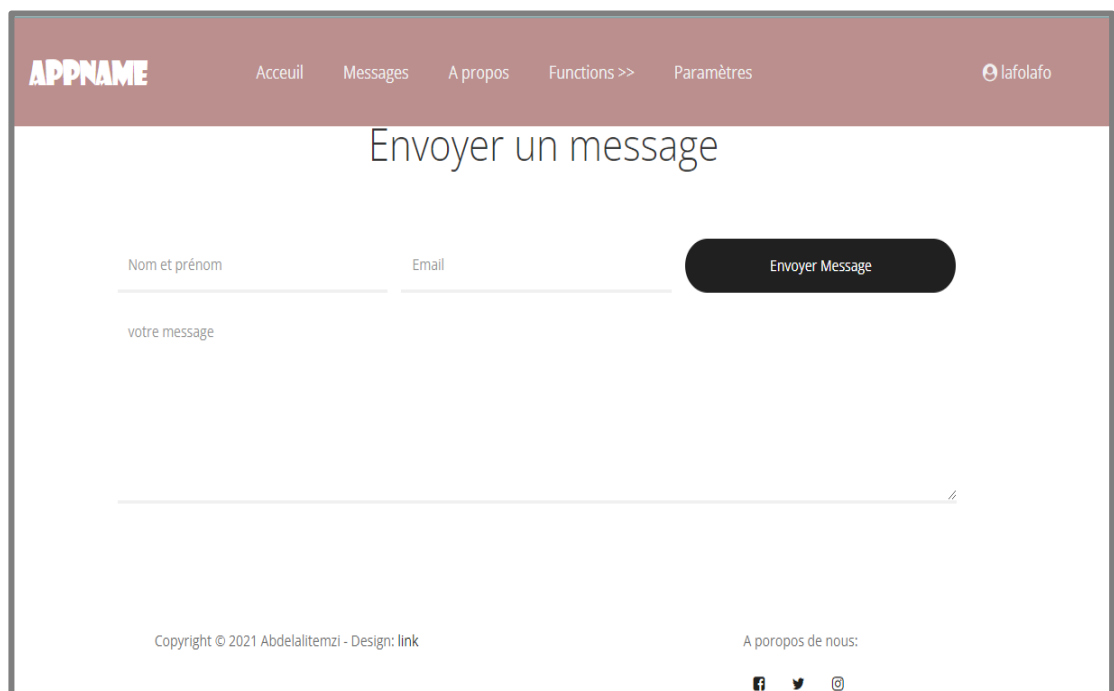 APPNAME Acceuil Messages A propos Functions >> Paramètres lafolafo
Envoyer un message
Nom et prénom Email Envoyer Message
votre message
Copyright © 2021 Abdelalitemzi - Design: link A poropos de nous: